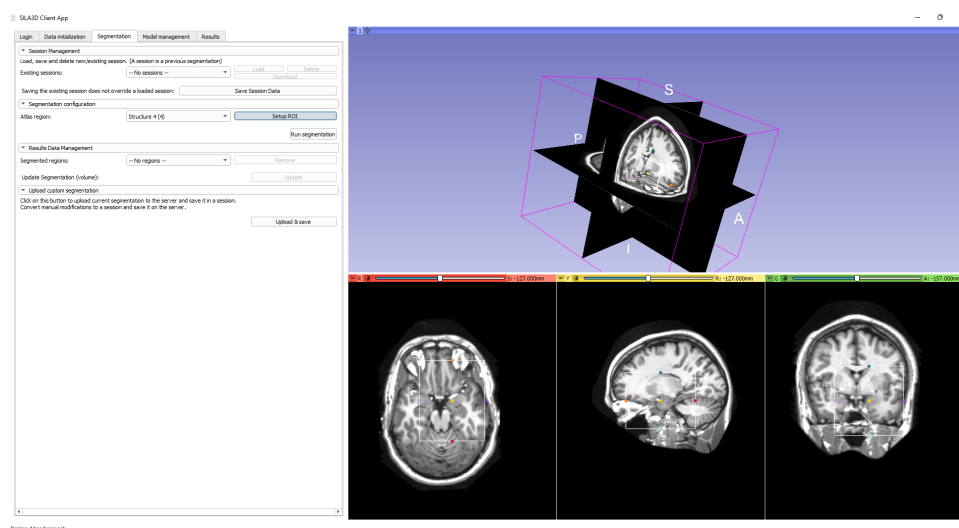 SILA3D Client App
Login Data initialization Segmentation Model management Results
Session Management
Load, save and delete new/existing session. (A session is a previous segmentation)
Existing sessions: -- No sessions -- Load Delete
Download
Saving the existing session does not override a loaded session: Save Session Data
Segmentation configuration
Atlas region: Structure 4 (4) Setup ROI
Run segmentation
Results Data Management
Segmented regions: -- No regions -- Remove
Update Segmentation (volume): Update
Upload custom segmentation
Click on this button to upload current segmentation to the server and save it in a session.
Convert manual modifications to a session and save it on the server.
Upload & save
1
S
P
A
I
R S: -127.000mm
Y R: -127.000mm
G A: -157.000mm